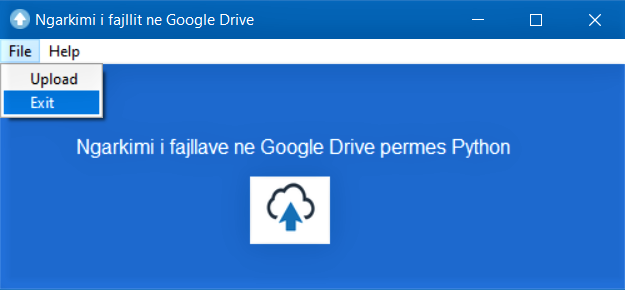 Ngarkimi i fajllit ne Google Drive
File Help
Upload
Exit
Ngarkimi i fajllave ne Google Drive permes Python